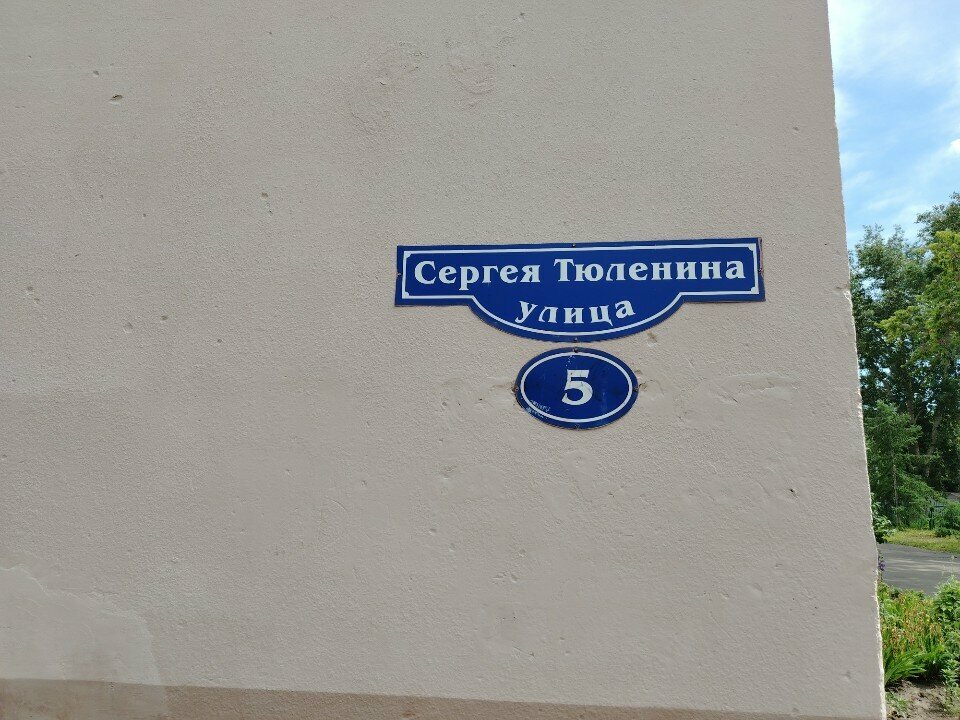 Сергея Тюленина
улица
5